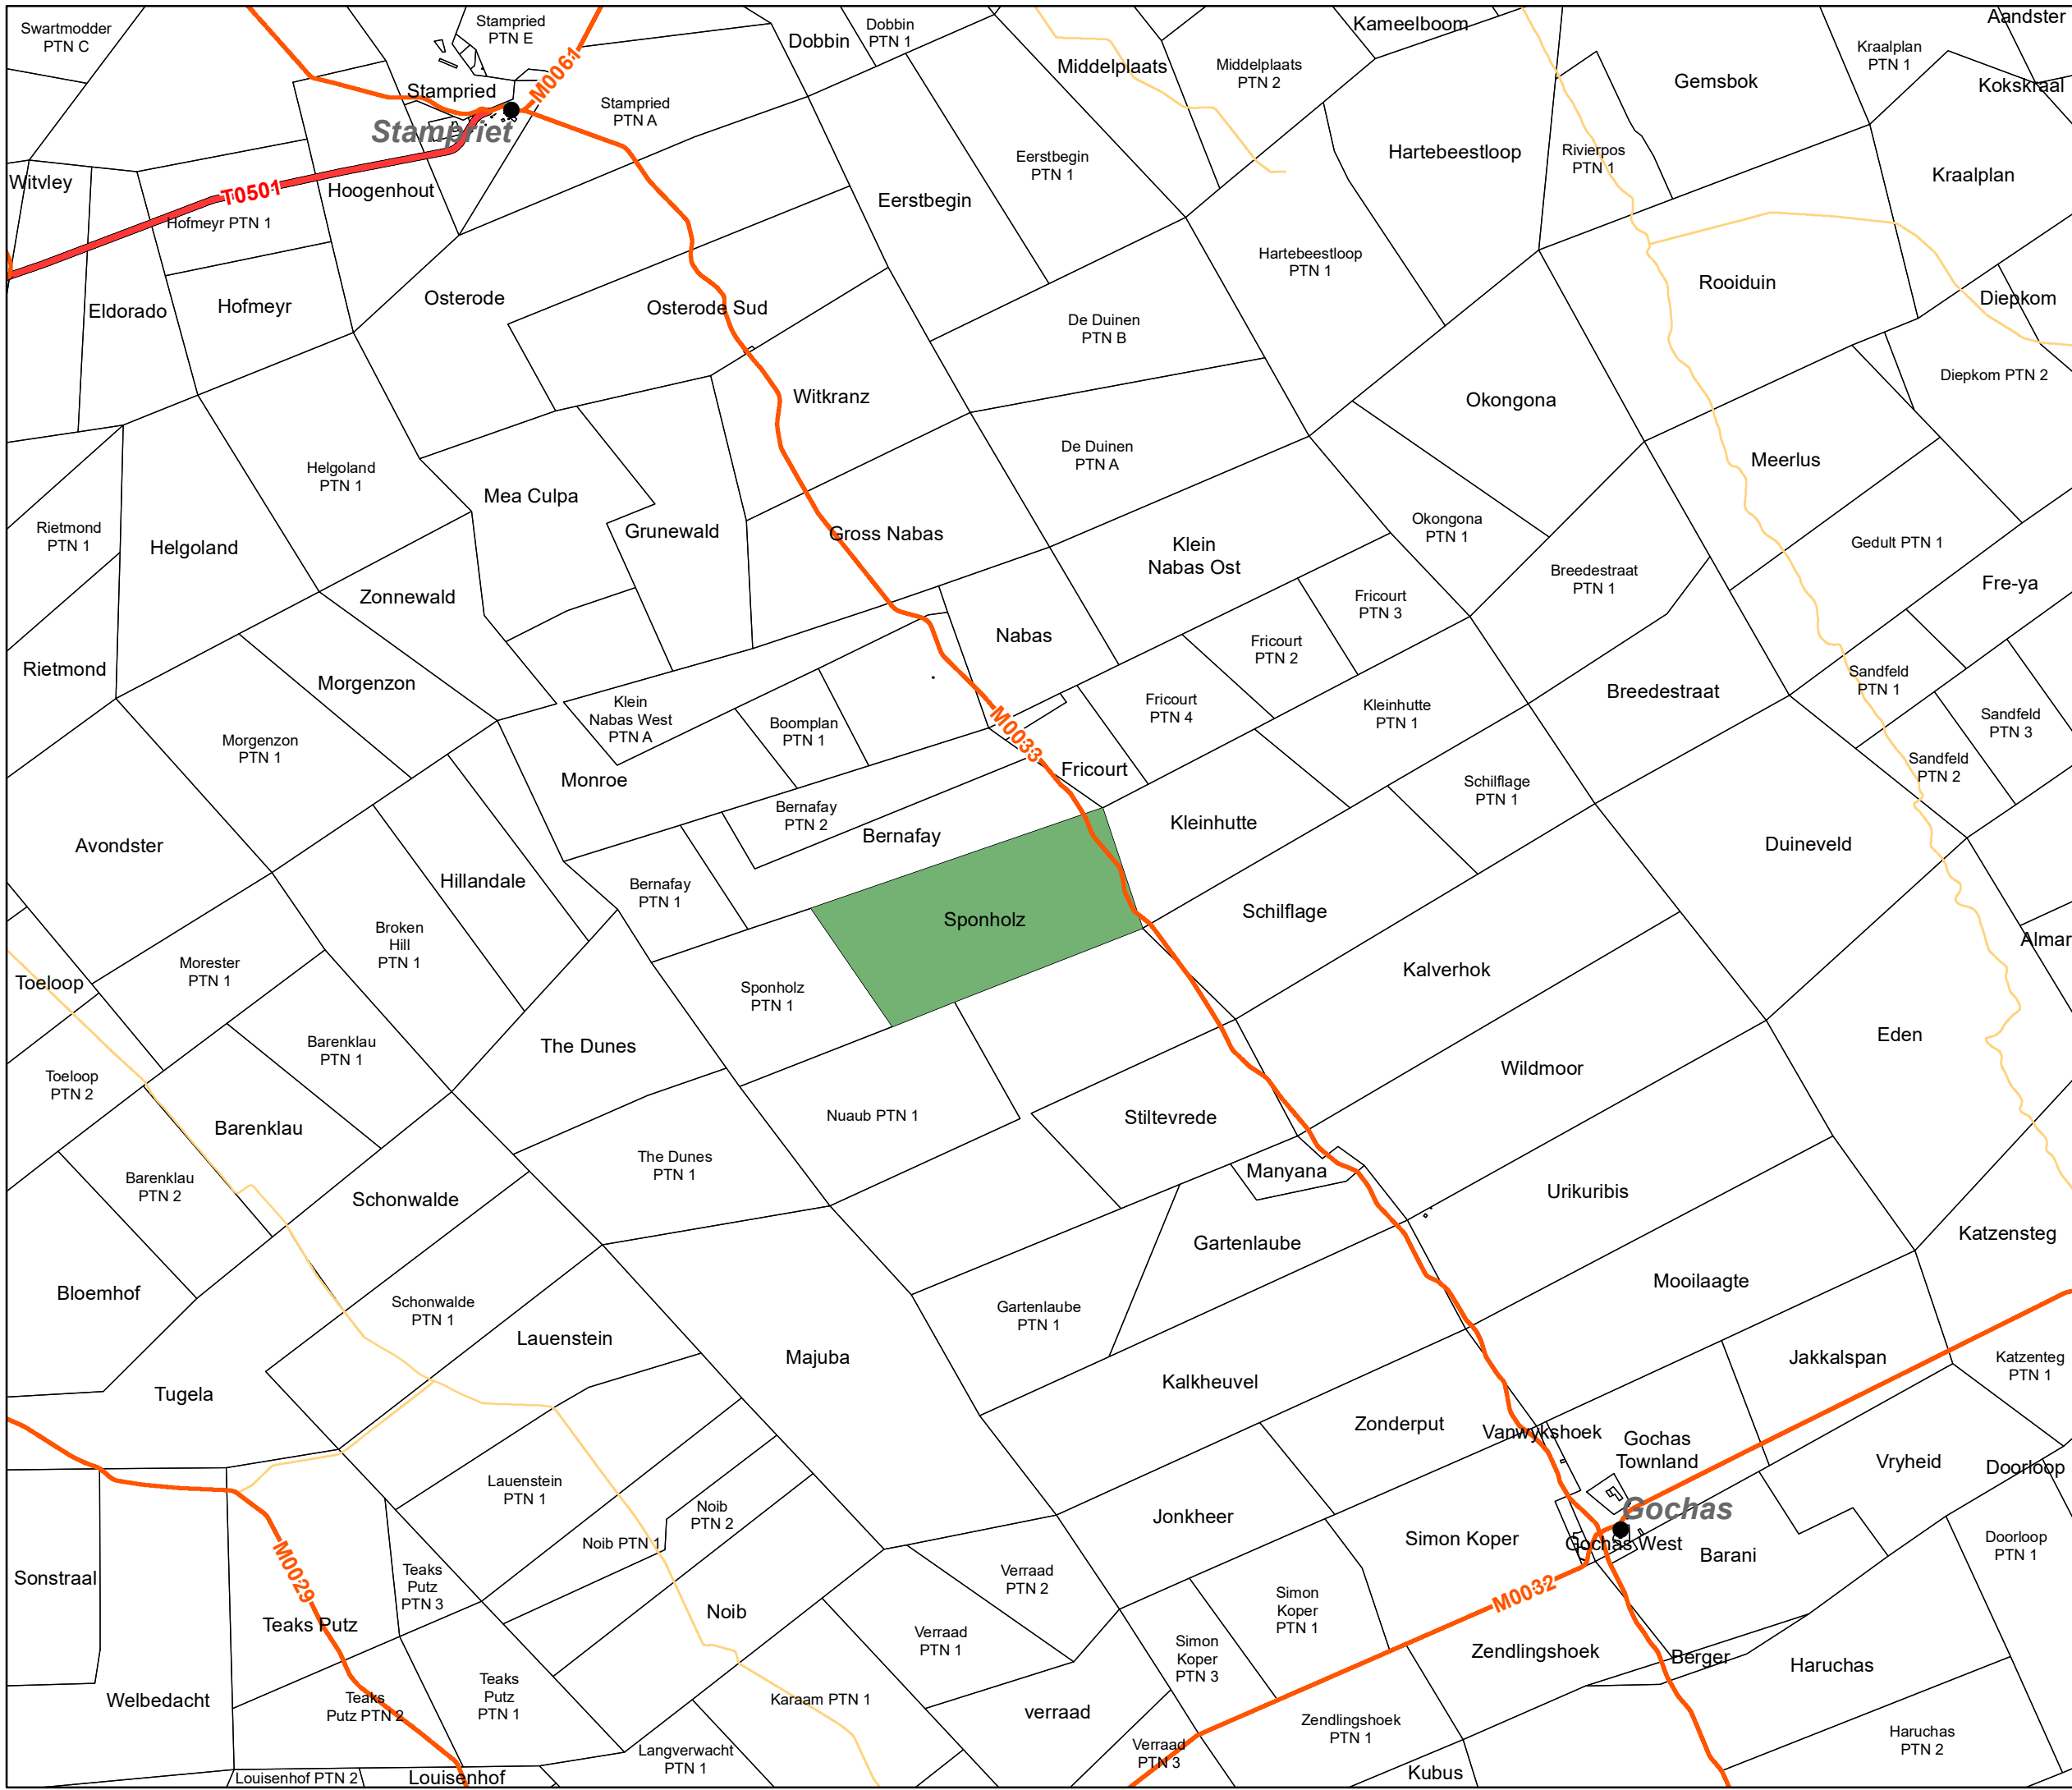 Swartmodder
PTN C
Stampried
PTN E
M0061
Dobbin
Dobbin
PTN 1
Kameelboom
Aandster
Middelplaats
Middelplaats
PTN 2
Gemsbok
Kraalplan
PTN 1
Kokskraal
Stampried
Stampriet
Stampried
PTN A
Witvley
T0501
Hoogenhout
Hofmeyr PTN 1
Eerstbegin
Eerstbegin
PTN 1
Hartebeestloop
Rivierpos
PTN 1
Kraalplan
Hartebeestloop
PTN 1
Rooiduin
Diepkom
Eldorado
Hofmeyr
Osterode
Osterode Sud
De Duinen
PTN B
Diepkom PTN 2
Witkranz
Okongona
De Duinen
PTN A
Meerlus
Helgoland
PTN 1
Mea Culpa
Grunewald
Gross Nabas
Rietmond
PTN 1
Helgoland
Klein
Nabas Ost
Okongona
PTN 1
Gedult PTN 1
Breedestraat
PTN 1
Fre-ya
Zonnewald
Fricourt
PTN 3
Nabas
Fricourt
PTN 2
Rietmond
Morgenzon
Breedestraat
Sandfeld
PTN 1
Klein
Nabas West
PTN A
Boomplan
PTN 1
Fricourt
PTN 4
Kleinhutte
PTN 1
Sandfeld
PTN 3
Morgenzon
PTN 1
M0033
Fricourt
Sandfeld
PTN 2
Monroe
Schilflage
PTN 1
Bernafay
PTN 2
Bernafay
Kleinhutte
Avondster
Duineveld
Hillandale
Bernafay
PTN 1
Sponholz
Schilflage
Broken
Hill
PTN 1
Almar
Toeloop
Morester
PTN 1
Sponholz
PTN 1
Kalverhok
Barenklau
PTN 1
The Dunes
Eden
Toeloop
PTN 2
Wildmoor
Barenklau
Nuaub PTN 1
Stiltevrede
The Dunes
PTN 1
Manyana
Barenklau
PTN 2
Schonwalde
Urikuribis
Gartenlaube
Katzensteg
Bloemhof
Mooilaagte
Schonwalde
PTN 1
Gartenlaube
PTN 1
Lauenstein
Majuba
Jakkalspan
Katzenteg
PTN 1
Tugela
Kalkheuvel
Zonderput
Vanwykshoek
Gochas
Townland
Vryheid
Doorloop
Lauenstein
PTN 1
Noib
PTN 2
Jonkheer
Gochas
Noib PTN 1
Simon Koper
Gochas West
Barani
Doorloop
PTN 1
Sonstraal
M0029
Teaks
Putz
PTN 3
Verraad
PTN 2
M0032
Teaks Putz
Noib
Simon
Koper
PTN 1
Verraad
PTN 1
Simon
Koper
PTN 3
Zendlingshoek
Berger
Haruchas
Welbedacht
Teaks
Putz PTN 2
Teaks
Putz
PTN 1
Karaam PTN 1
verraad
Zendlingshoek
PTN 1
Haruchas
PTN 2
Langverwacht
PTN 1
Verraad
PTN 3
Louisenhof PTN 2
Louisenhof
Kubus